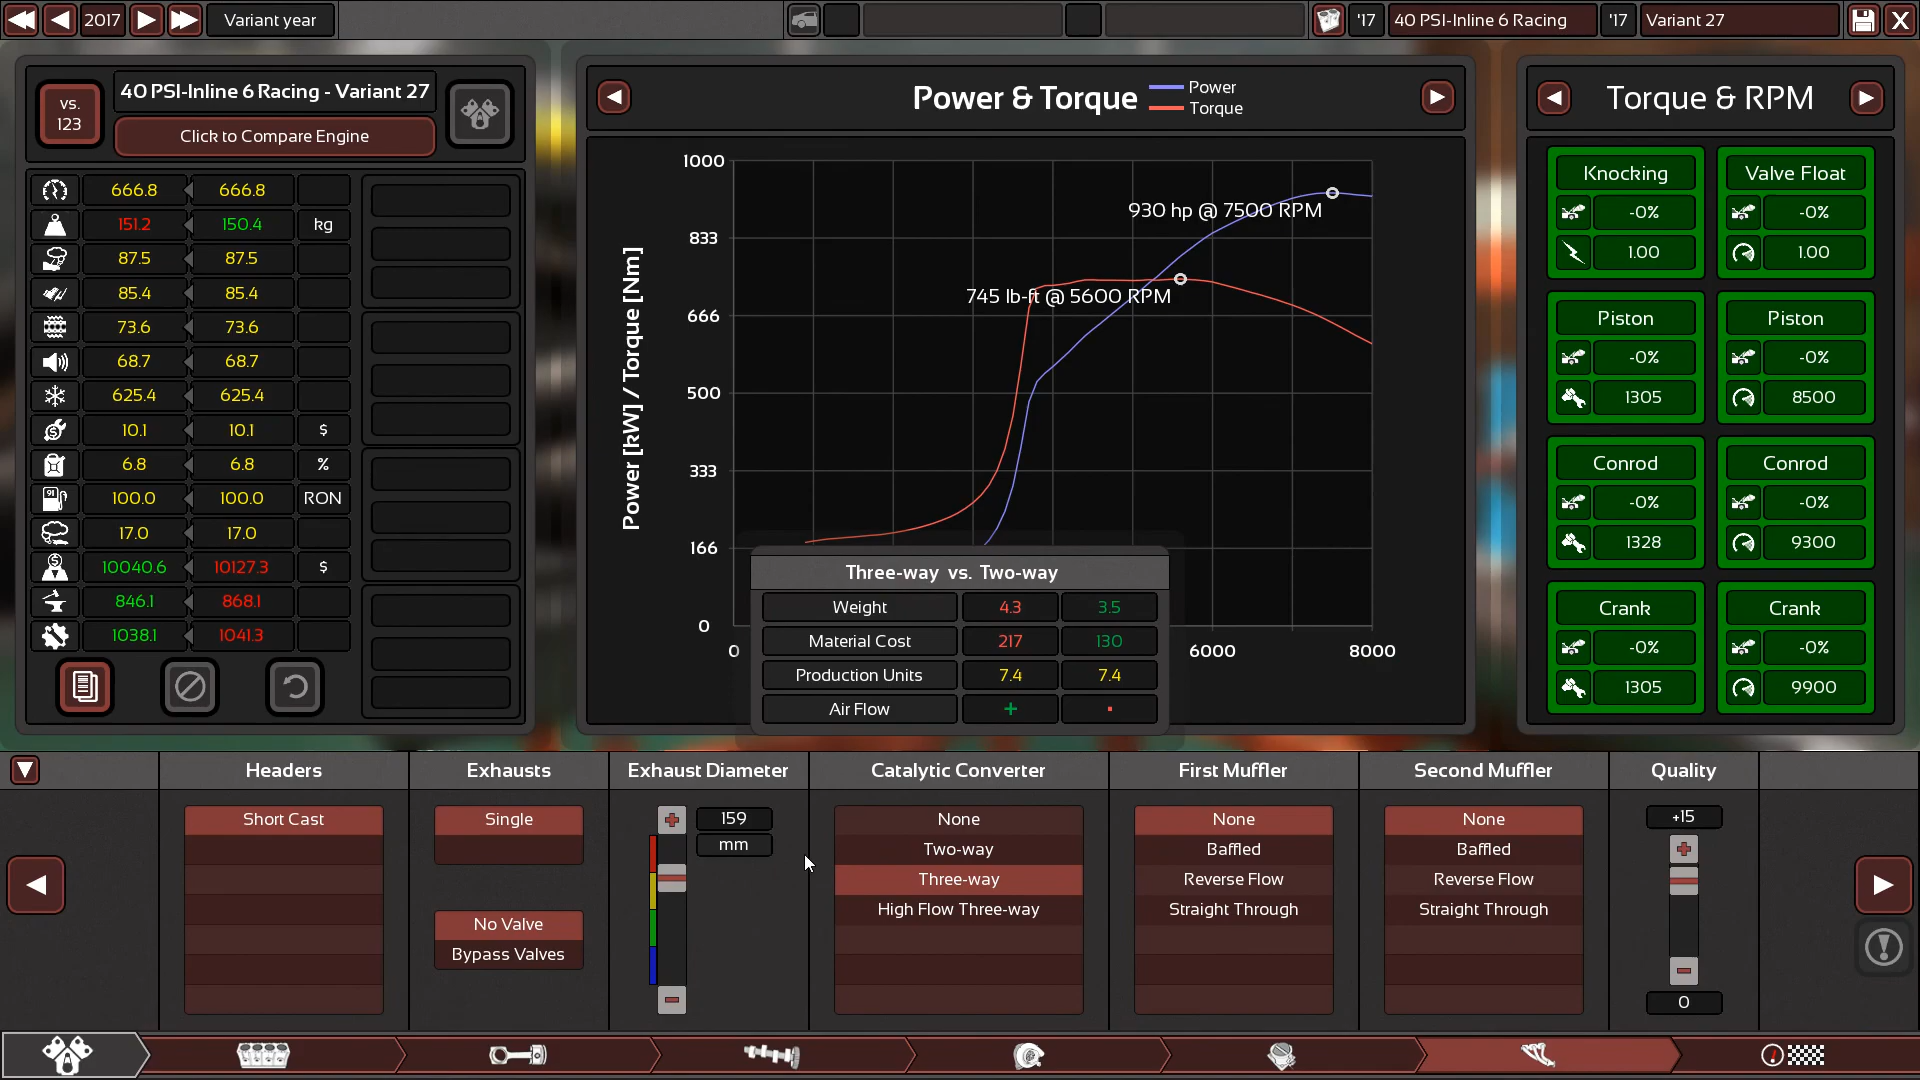 2017
Variant year
'17
40 PSI-Inline 6 Racing
'17
Variant 27
X
vs.
123
40 PSI-Inline 6 Racing - Variant 27
Click to Compare Engine
666.8 666.8
151.2 150.4 kg
87.5 87.5
85.4 85.4
73.6 73.6
68.7 68.7
625.4 625.4
10.1 10.1 $
6.8 6.8 %
91 100.0 100.0 RON
17.0 17.0
10040.6 10127.3 $
846.1 868.1
1038.1 1041.3
Power & Torque
Power
Torque
Power [kW] / Torque [Nm]
1000
833
666
500
333
166
0
0 6000 8000
930 hp @ 7500 RPM
745 lb-ft @ 5600 RPM
Three-way vs. Two-way
Weight 4.3 3.5
Material Cost 217 130
Production Units 7.4 7.4
Air Flow + ·
Torque & RPM
Knocking Valve Float
-0% -0%
1.00 1.00
Piston Piston
-0% -0%
1305 8500
Conrod Conrod
-0% -0%
1328 9300
Crank Crank
-0% -0%
1305 9900
Headers
Short Cast
Exhausts
Single
No Valve
Bypass Valves
Exhaust Diameter
159
mm
Catalytic Converter
None
Two-way
Three-way
High Flow Three-way
First Muffler
None
Baffled
Reverse Flow
Straight Through
Second Muffler
None
Baffled
Reverse Flow
Straight Through
Quality
+15
0